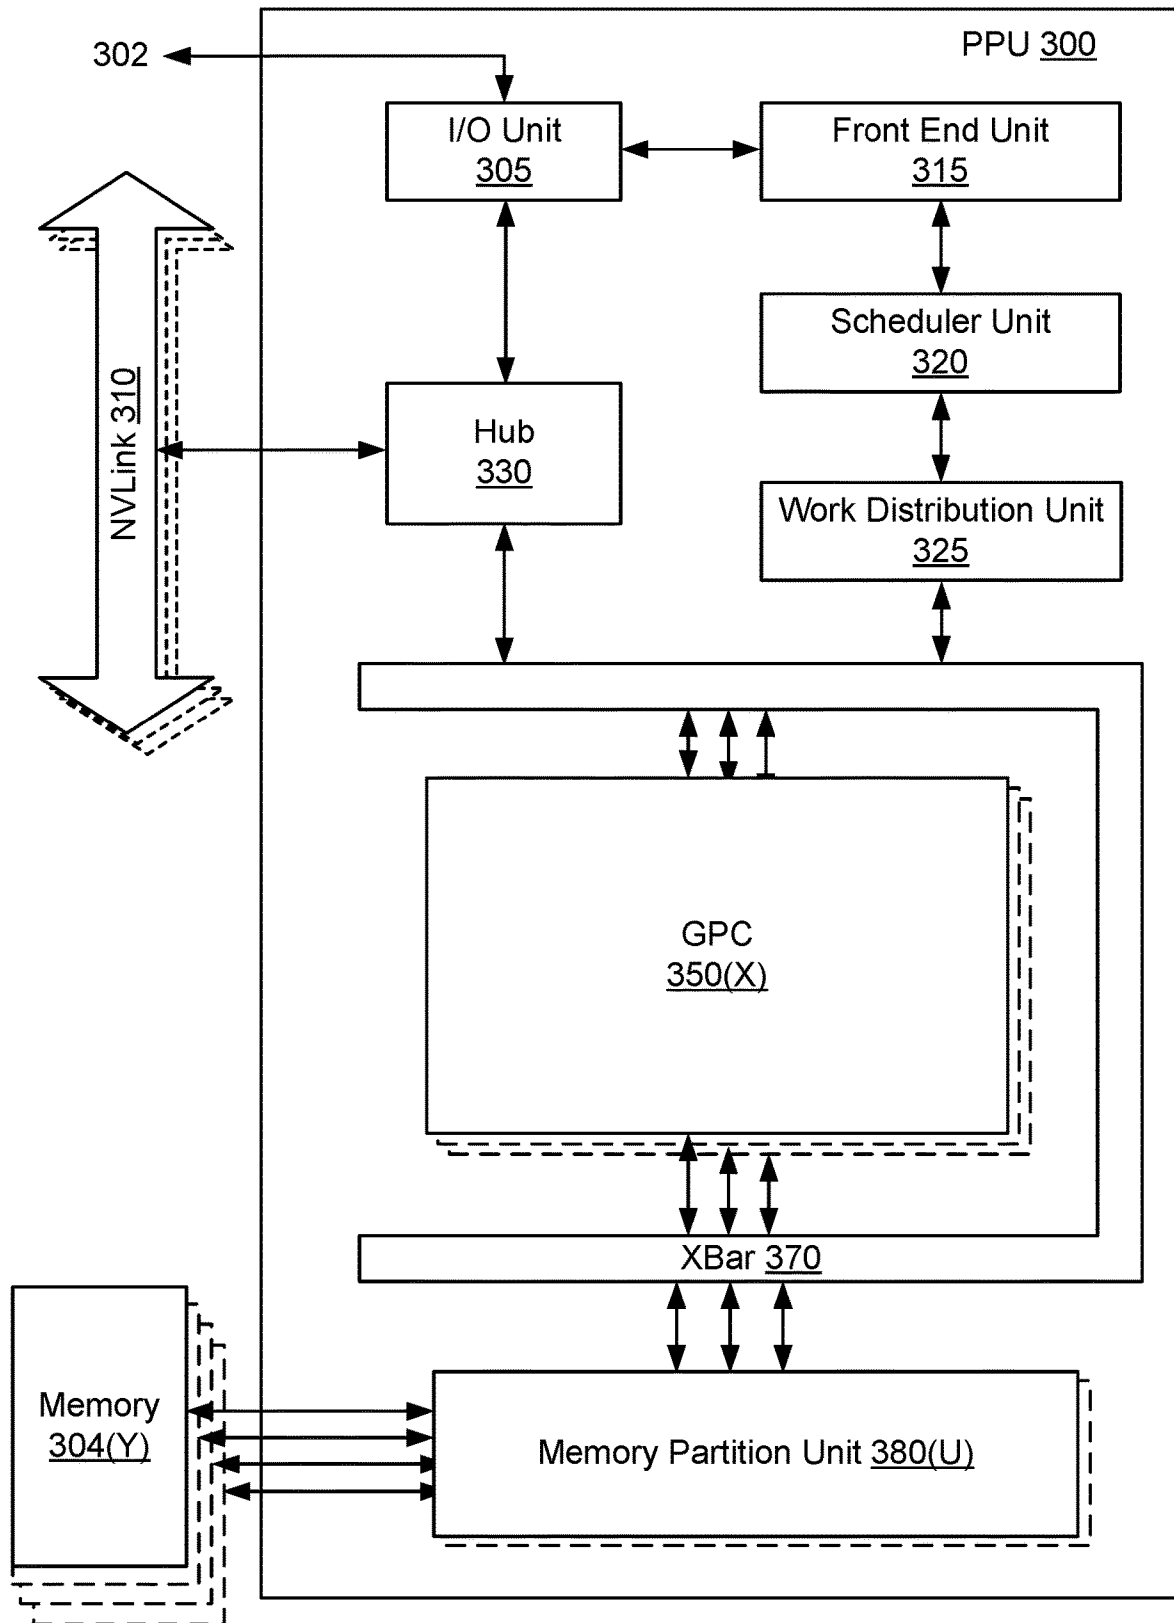 PPU 300
302
I/O Unit
305
Front End Unit
315
Scheduler Unit
320
NVLink 310
Hub
330
Work Distribution Unit
325
GPC
350(X)
XBar 370
Memory
304(Y)
Memory Partition Unit 380(U)